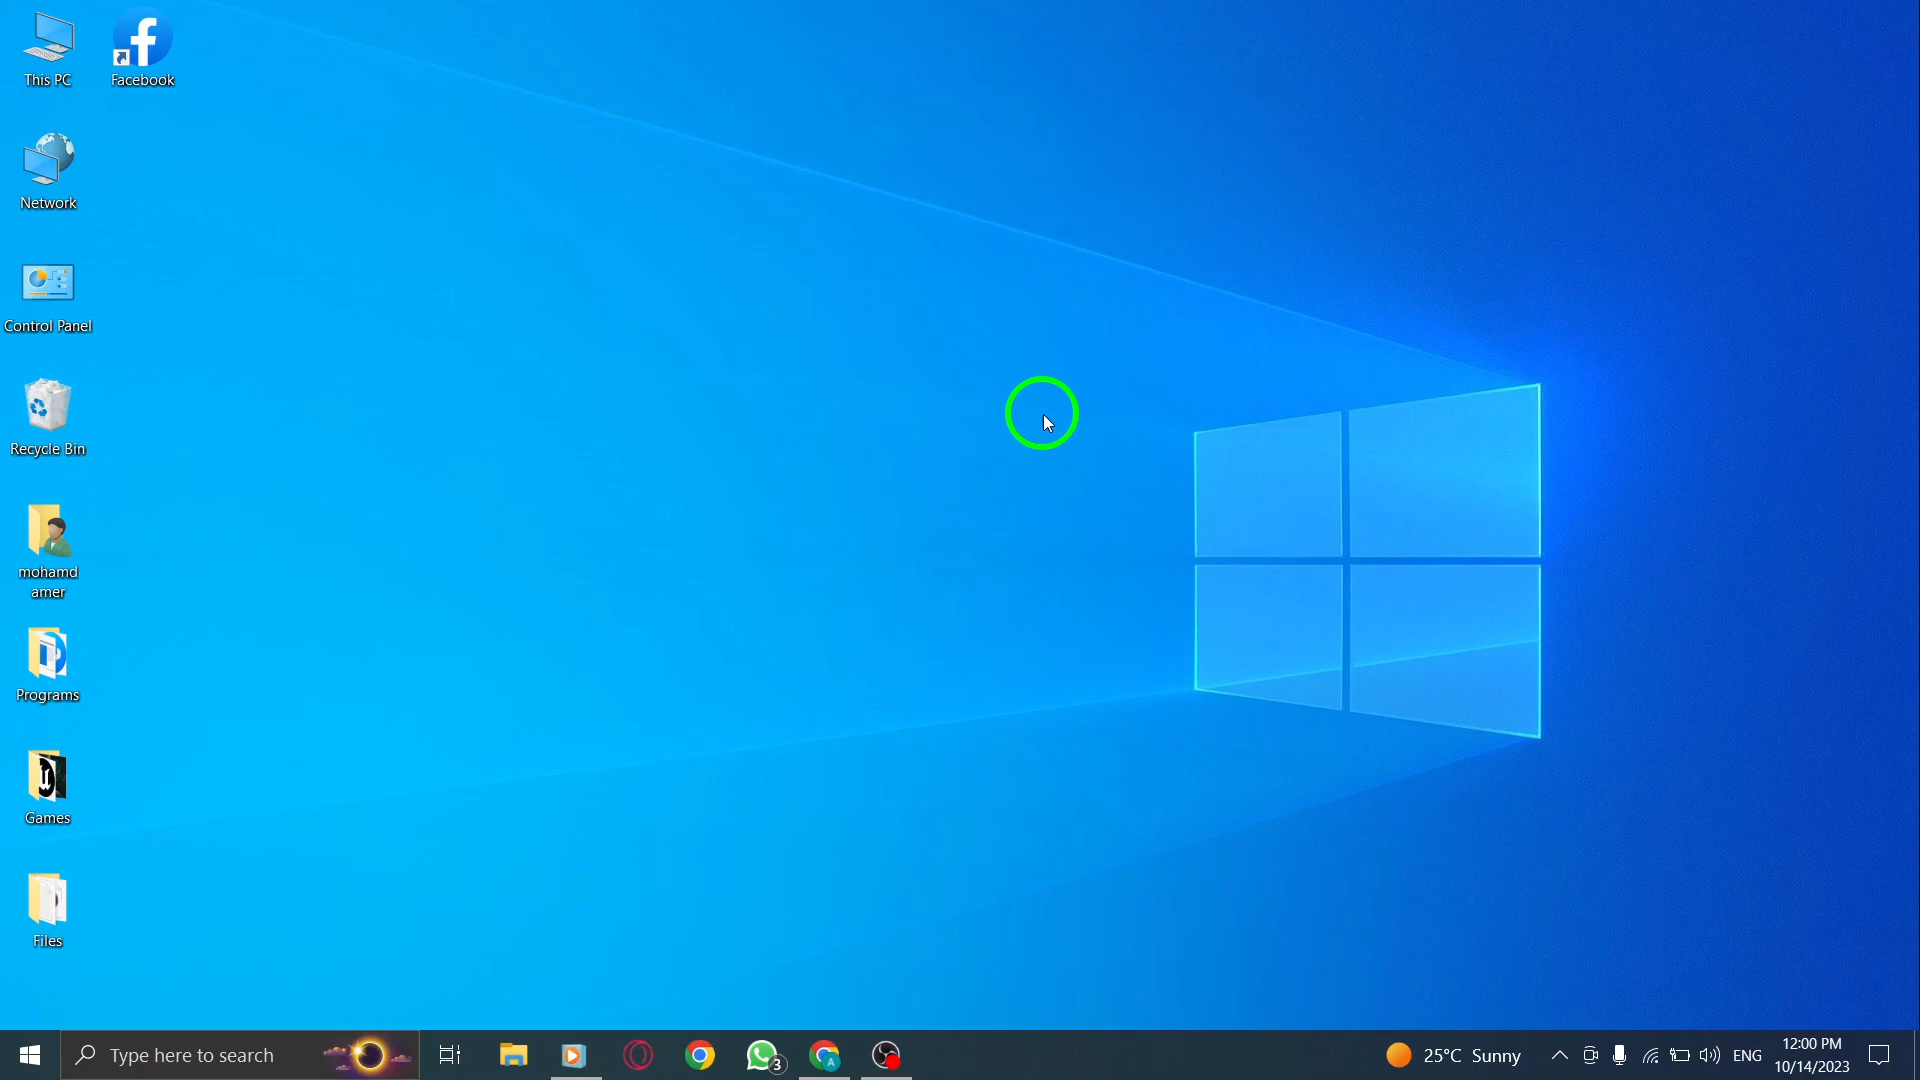 This PC
Facebook
Network
Control Panel
Recycle Bin
mohamd
amer
Programs
Games
Files
Type here to search
3
A
25°C Sunny
ENG
12:00 PM
10/14/2023